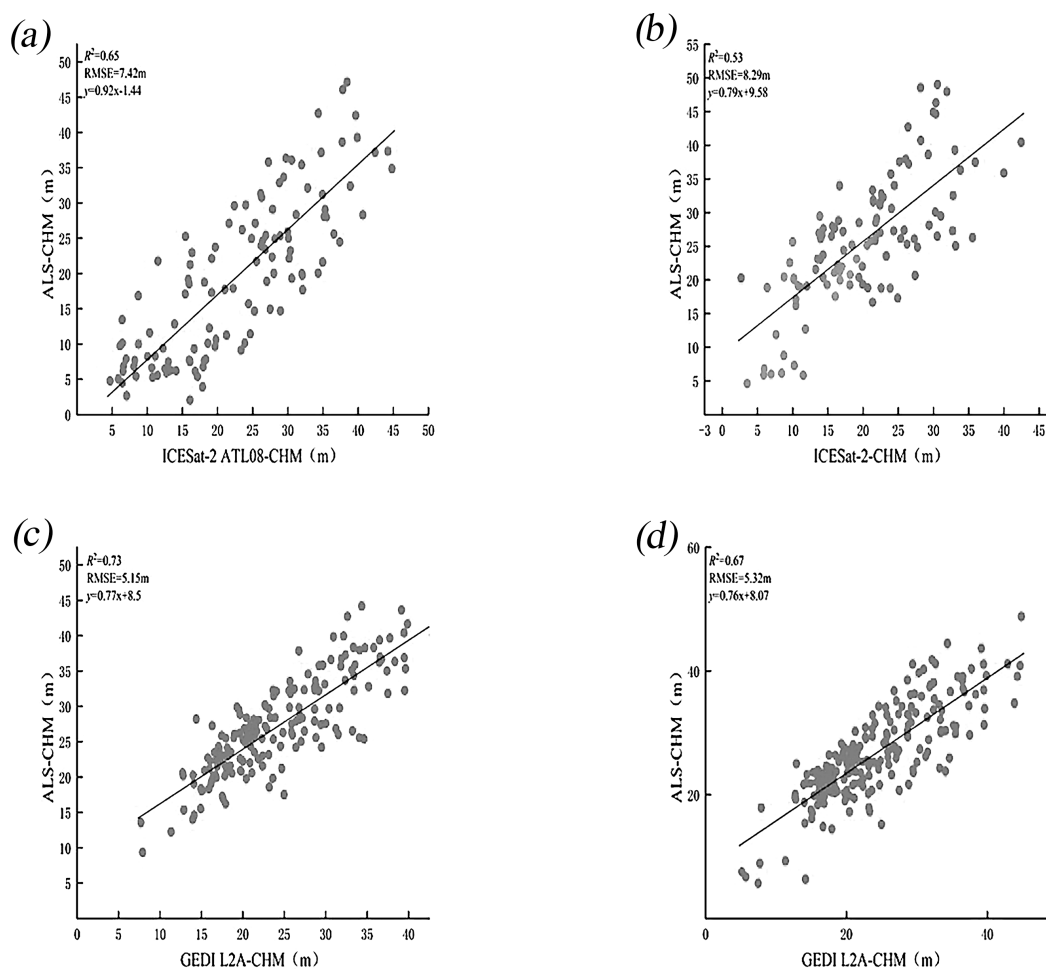 (a)
R²=0.65
RMSE=7.42m
y=0.92x-1.44
50
45
40
35
30
25
20
15
10
5
0
ALS-CHM（m）
5 10 15 20 25 30 35 40 45 50
ICESat-2 ATL08-CHM（m）
(b)
R²=0.53
RMSE=8.29m
y=0.79x+9.58
55
50
45
40
35
30
25
20
15
10
5
ALS-CHM（m）
-3 0 5 10 15 20 25 30 35 40 45
ICESat-2-CHM（m）
(c)
R²=0.73
RMSE=5.15m
y=0.77x+8.5
50
45
40
35
30
25
20
15
10
5
ALS-CHM（m）
0 5 10 15 20 25 30 35 40
GEDI L2A-CHM（m）
(d)
R²=0.67
RMSE=5.32m
y=0.76x+8.07
60
40
20
ALS-CHM（m）
0 20 40
GEDI L2A-CHM（m）